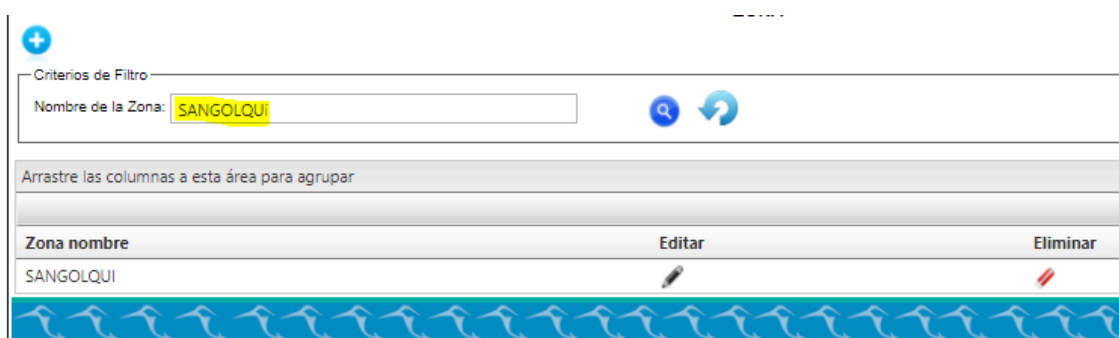 Criterios de Filtro
Nombre de la Zona: SANGOLQUi
Arrastre las columnas a esta área para agrupar
Zona nombre Editar Eliminar
SANGOLQUI